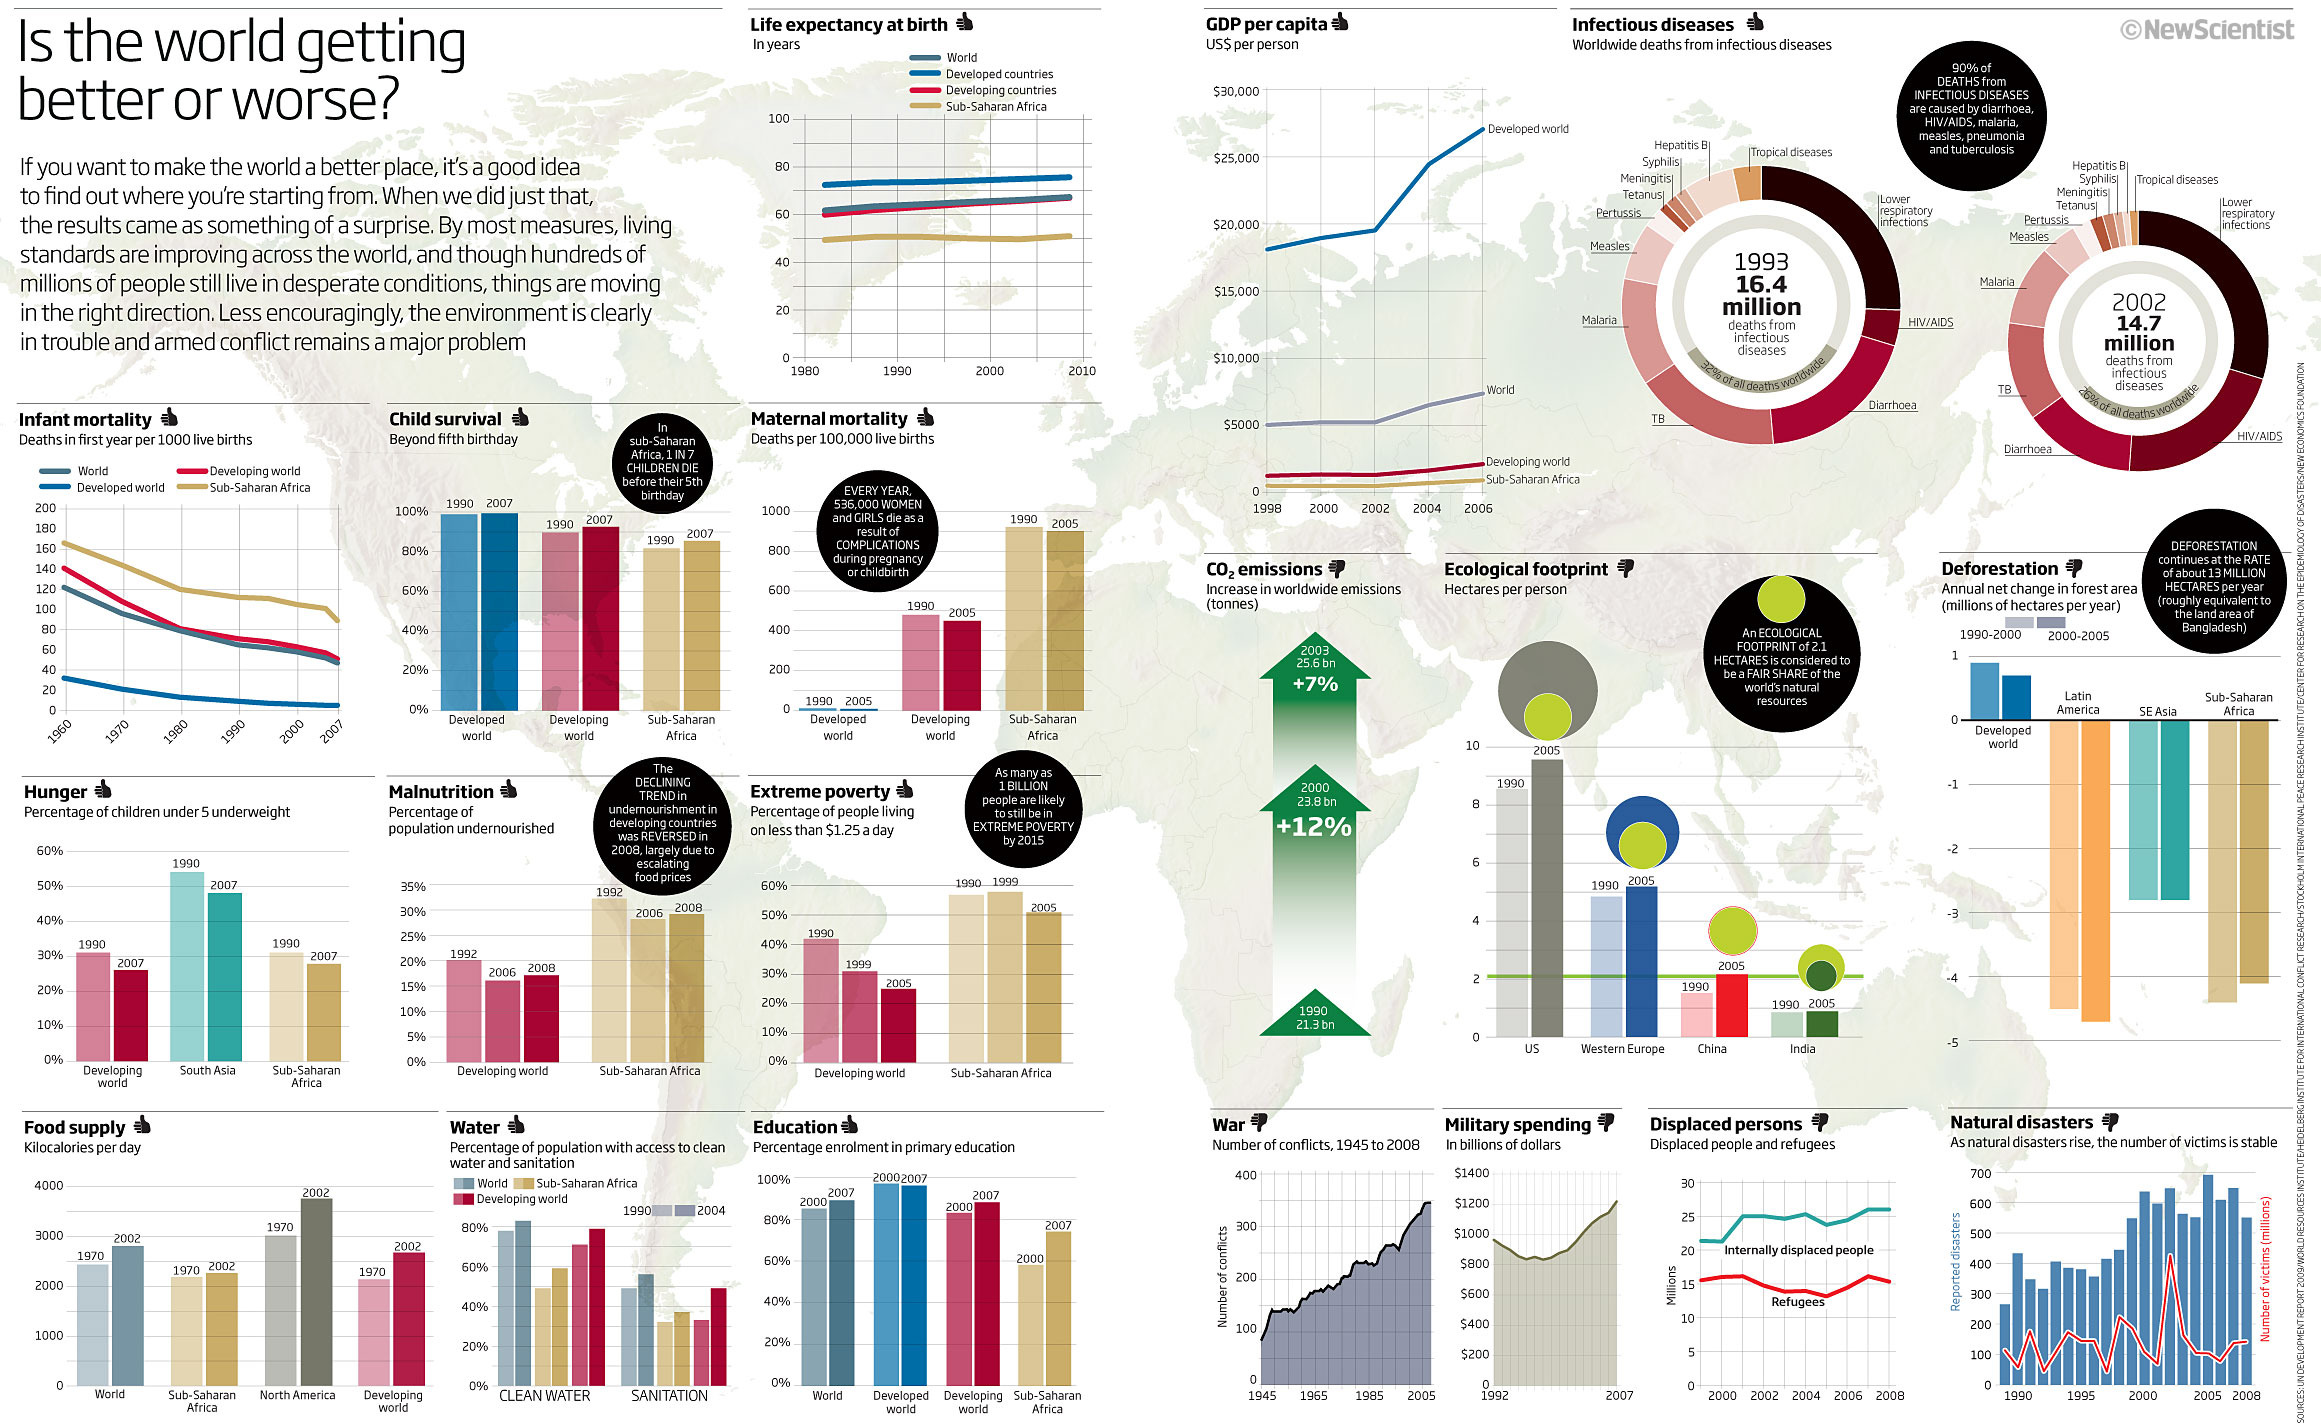 Is the world getting
better or worse?
If you want to make the world a better place, it's a good idea
to find out where you're starting from. When we did just that,
the results came as something of a surprise. By most measures, living
standards are improving across the world, and though hundreds of
millions of people still live in desperate conditions, things are moving
in the right direction. Less encouragingly, the environment is clearly
in trouble and armed conflict remains a major problem
Life expectancy at birth
In years
World
Developed countries
Developing countries
Sub-Saharan Africa
100
80
60
40
20
0
1980 1990 2000 2010
GDP per capita
US$ per person
$30,000
$25,000
$20,000
$15,000
$10,000
$5000
0
Developed world
World
Developing world
Sub-Saharan Africa
1998 2000 2002 2004 2006
Infectious diseases
Worldwide deaths from infectious diseases
©NewScientist
90% of
DEATHS from
INFECTIOUS DISEASES
are caused by diarrhoea,
HIV/AIDS, malaria,
measles, pneumonia
and tuberculosis
Hepatitis B
Tropical diseases
Syphilis
Meningitis
Tetanus
Pertussis
Measles
Malaria
TB
Diarrhoea
HIV/AIDS
Lower
respiratory
infections
1993
16.4
million
deaths from
infectious
diseases
32% of all deaths worldwide
Hepatitis B
Tropical diseases
Syphilis
Meningitis
Tetanus
Pertussis
Measles
Malaria
TB
Diarrhoea
HIV/AIDS
Lower
respiratory
infections
2002
14.7
million
deaths from
infectious
diseases
26% of all deaths worldwide
Infant mortality
Deaths in first year per 1000 live births
World
Developing world
Developed world
Sub-Saharan Africa
200
180
160
140
120
100
80
60
40
20
0
1960 1970 1980 1990 2000 2007
Child survival
Beyond fifth birthday
In
sub-Saharan
Africa, 1 IN 7
CHILDREN DIE
before their 5th
birthday
100%
80%
60%
40%
20%
0%
1990 2007
1990 2007
1990 2007
Developed
world
Developing
world
Sub-Saharan
Africa
Maternal mortality
Deaths per 100,000 live births
EVERY YEAR,
536,000 WOMEN
and GIRLS die as a
result of
COMPLICATIONS
during pregnancy
or childbirth
1000
800
600
400
200
0
1990 2005
1990 2005
1990 2005
Developed
world
Developing
world
Sub-Saharan
Africa
CO2 emissions
Increase in worldwide emissions
(tonnes)
2003
25.6 bn
+7%
2000
23.8 bn
+12%
1990
21.3 bn
Ecological footprint
Hectares per person
An ECOLOGICAL
FOOTPRINT of 2.1
HECTARES is considered to
be a FAIR SHARE of the
world's natural
resources
10
8
6
4
2
0
1990 2005
1990 2005
1990 2005
1990 2005
US
Western Europe
China
India
Deforestation
Annual net change in forest area
(millions of hectares per year)
1990-2000 2000-2005
DEFORESTATION
continues at the RATE
of about 13 MILLION
HECTARES per year
(roughly equivalent to
the land area of
Bangladesh)
1
0
-1
-2
-3
-4
-5
Developed
world
Latin
America
SE Asia
Sub-Saharan
Africa
Hunger
Percentage of children under 5 underweight
60%
50%
40%
30%
20%
10%
0%
1990 2007
1990 2007
1990 2007
Developing
world
South Asia
Sub-Saharan
Africa
Malnutrition
Percentage of
population undernourished
The
DECLINING
TREND in
undernourishment in
developing countries
was REVERSED in
2008, largely due to
escalating
food prices
35%
30%
25%
20%
15%
10%
5%
0%
1992 2006 2008
1992 2006 2008
Developing world
Sub-Saharan Africa
Extreme poverty
Percentage of people living
on less than $1.25 a day
As many as
1 BILLION
people are likely
to still be in
EXTREME POVERTY
by 2015
60%
50%
40%
30%
20%
10%
0%
1990 1999 2005
1990 1999 2005
Developing world
Sub-Saharan Africa
Food supply
Kilocalories per day
4000
3000
2000
1000
0
1970 2002
1970 2002
1970 2002
1970 2002
World
Sub-Saharan
Africa
North America
Developing
world
Water
Percentage of population with access to clean
water and sanitation
World
Sub-Saharan Africa
Developing world
1990 2004
80%
60%
40%
20%
0%
CLEAN WATER
SANITATION
Education
Percentage enrolment in primary education
100%
80%
60%
40%
20%
0%
2000 2007
2000 2007
2000 2007
2000 2007
World
Developed
world
Developing
world
Sub-Saharan
Africa
War
Number of conflicts, 1945 to 2008
Number of conflicts
400
300
200
100
0
1945 1965 1985 2005
Military spending
In billions of dollars
$1400
$1200
$1000
$800
$600
$400
$200
0
1992 2007
Displaced persons
Displaced people and refugees
Millions
30
25
20
15
10
5
0
Internally displaced people
Refugees
2000 2002 2004 2006 2008
Natural disasters
As natural disasters rise, the number of victims is stable
Reported disasters
Number of victims (millions)
700
600
500
400
300
200
100
0
1990 1995 2000 2005 2008
SOURCES: UN DEVELOPMENT REPORT 2009/WORLD RESOURCES INSTITUTE/HEIDELBERG INSTITUTE FOR INTERNATIONAL CONFLICT RESEARCH/STOCKHOLM INTERNATIONAL PEACE RESEARCH INSTITUTE/CENTER FOR RESEARCH ON THE EPIDEMIOLOGY OF DISASTERS/NEW ECONOMICS FOUNDATION